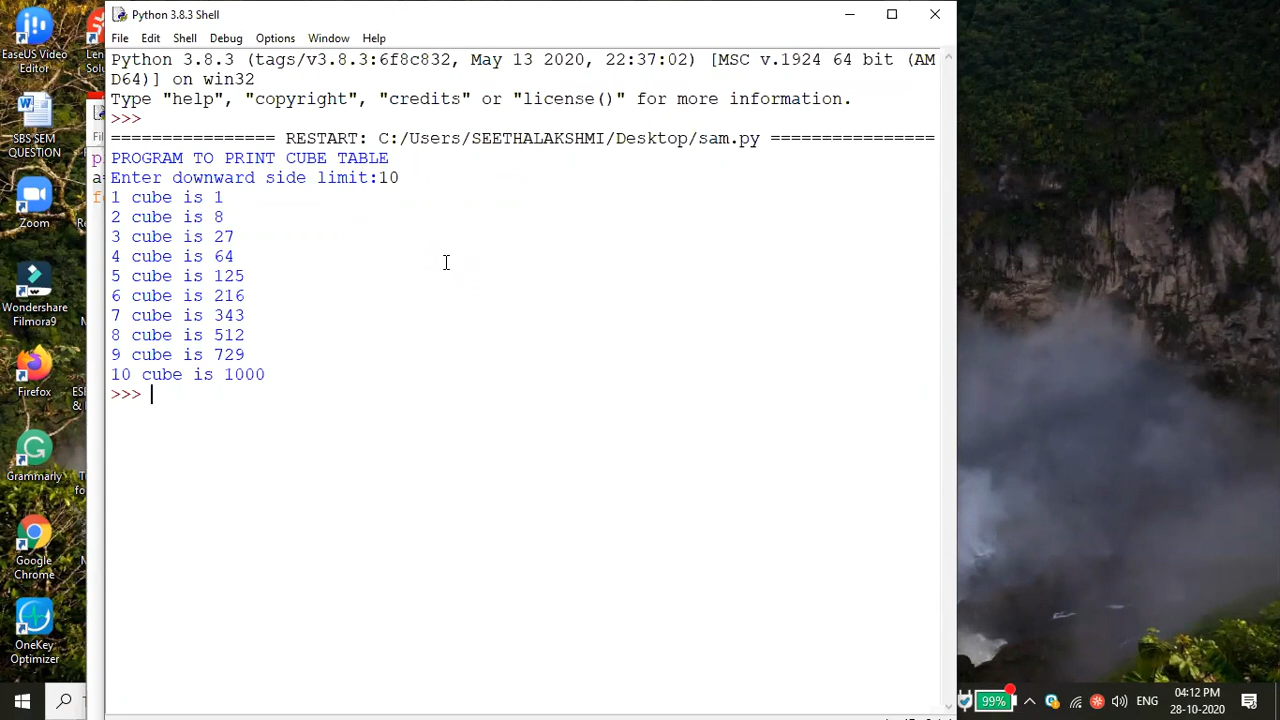 Python 3.8.3 Shell
File Edit Shell Debug Options Window Help
Python 3.8.3 (tags/v3.8.3:6f8c832, May 13 2020, 22:37:02) [MSC v.1924 64 bit (AM
D64)] on win32
Type "help", "copyright", "credits" or "license()" for more information.
>>>
================ RESTART: C:/Users/SEETHALAKSHMI/Desktop/sam.py ================
PROGRAM TO PRINT CUBE TABLE
Enter downward side limit:10
1 cube is 1
2 cube is 8
3 cube is 27
4 cube is 64
5 cube is 125
6 cube is 216
7 cube is 343
8 cube is 512
9 cube is 729
10 cube is 1000
>>>
EaseUS Video
Editor
SBS SEM
QUESTION
Zoom
Wondershare
Filmora9
Firefox
Grammarly
Google
Chrome
OneKey
Optimizer
99%
ENG
04:12 PM
28-10-2020